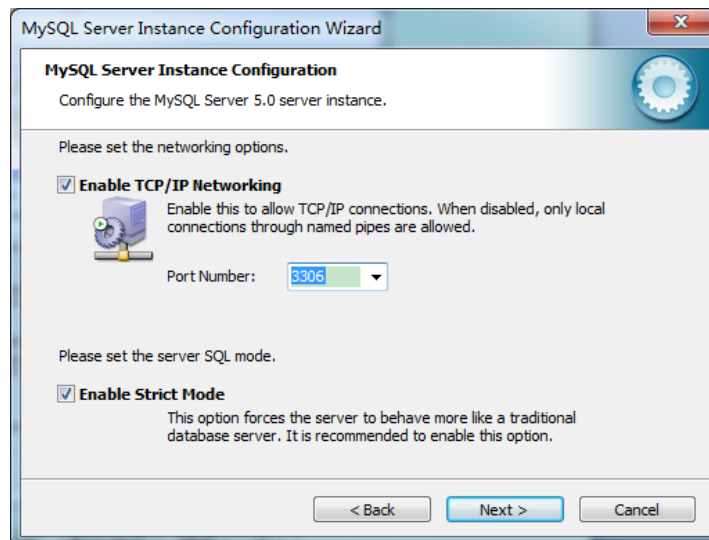 MySQL Server Instance Configuration Wizard
MySQL Server Instance Configuration
Configure the MySQL Server 5.0 server instance.
Please set the networking options.
Enable TCP/IP Networking
Enable this to allow TCP/IP connections. When disabled, only local
connections through named pipes are allowed.
Port Number: 3306
Please set the server SQL mode.
Enable Strict Mode
This option forces the server to behave more like a traditional
database server. It is recommended to enable this option.
< Back Next > Cancel